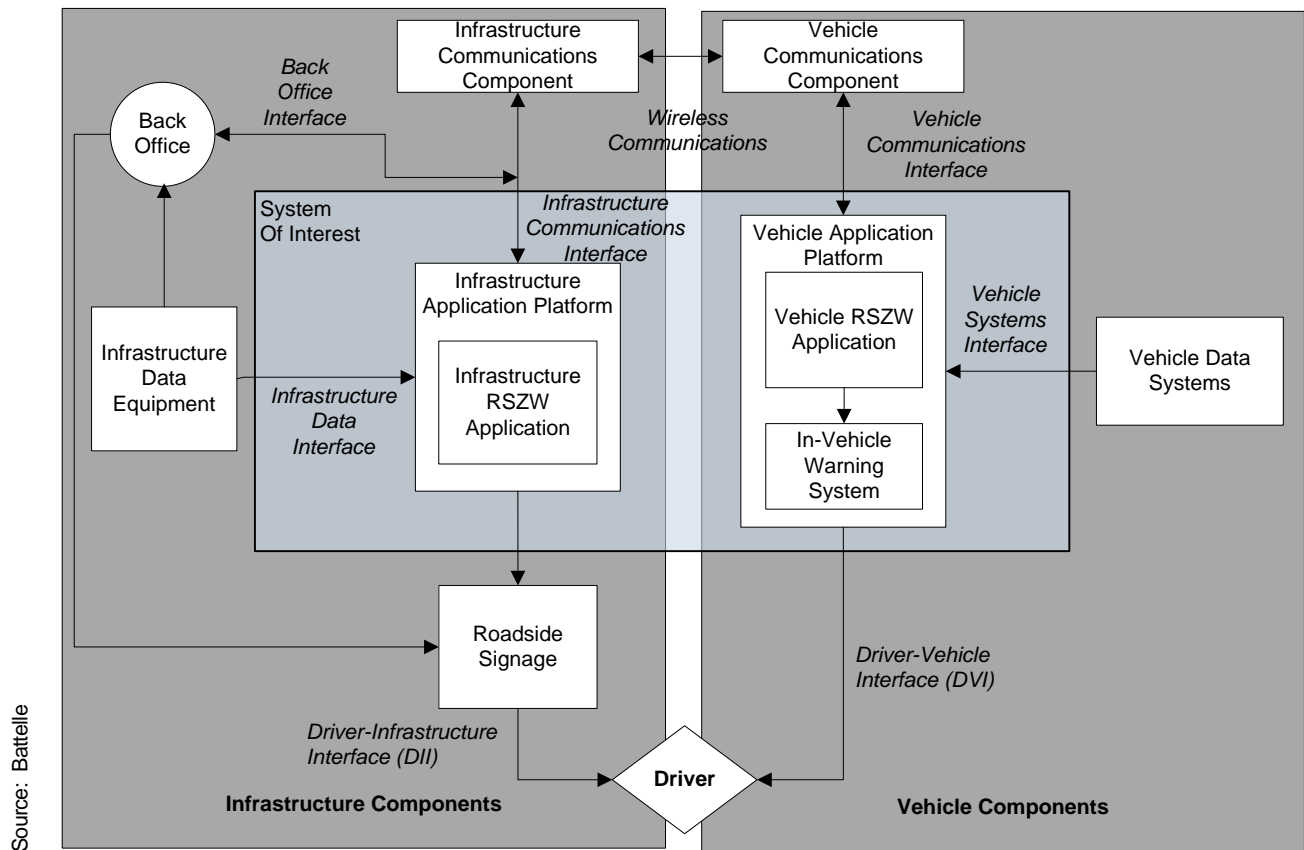 Infrastructure
Communications
Component
Vehicle
Communications
Component
Back
Office
Interface
Back
Office
Wireless
Communications
Vehicle
Communications
Interface
System
Of Interest
Infrastructure
Communications
Interface
Vehicle Application
Platform
Infrastructure
Application Platform
Vehicle RSZW
Application
Vehicle
Systems
Interface
Infrastructure
Data
Equipment
Vehicle Data
Systems
Infrastructure
RSZW
Application
Infrastructure
Data
Interface
In-Vehicle
Warning
System
Roadside
Signage
Driver-Vehicle
Interface (DVI)
Driver-Infrastructure
Interface (DII)
Driver
Infrastructure Components
Vehicle Components
Source: Battelle